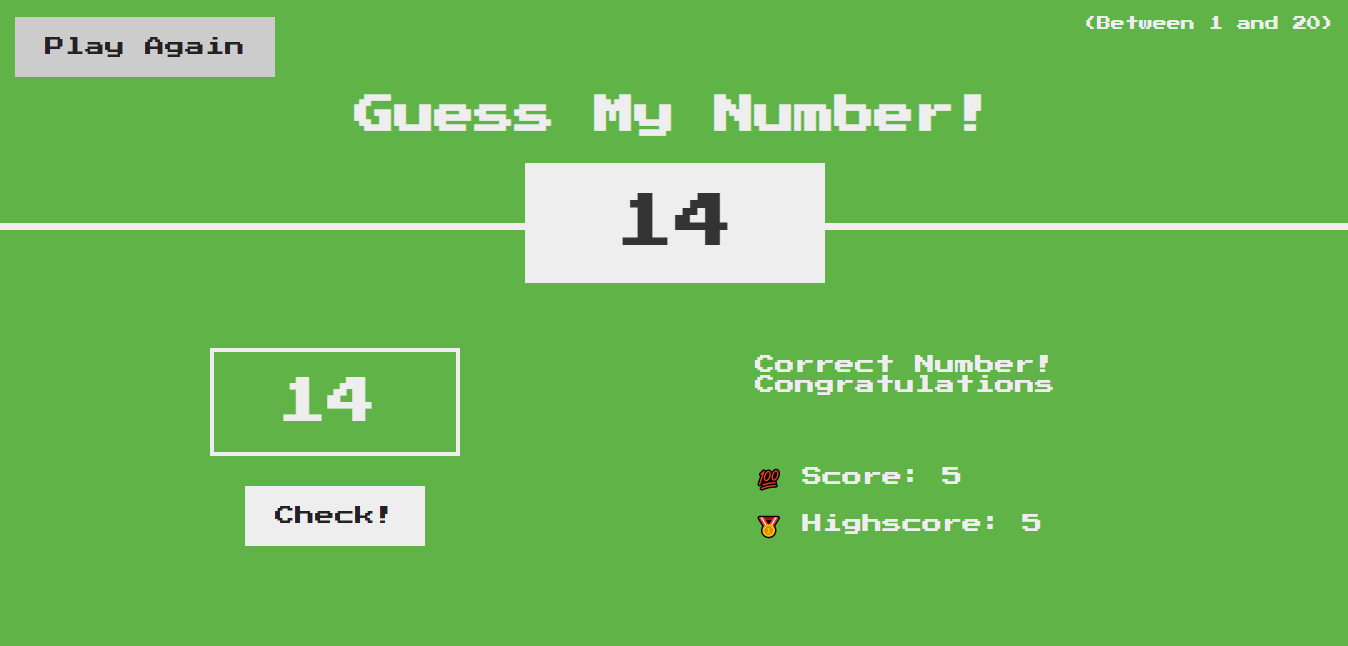 Play Again
(Between 1 and 20)
Guess My Number!
14
14
Check!
Correct Number!
Congratulations
💯 Score: 5
🥇 Highscore: 5